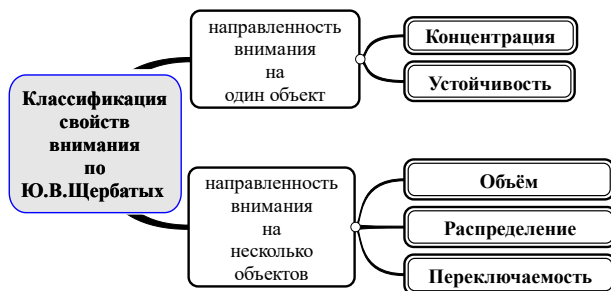 Классификация
свойств
внимания
по
Ю.В.Щербатых
направленность
внимания
на
один объект
Концентрация
Устойчивость
направленность
внимания
на
несколько
объектов
Объём
Распределение
Переключаемость